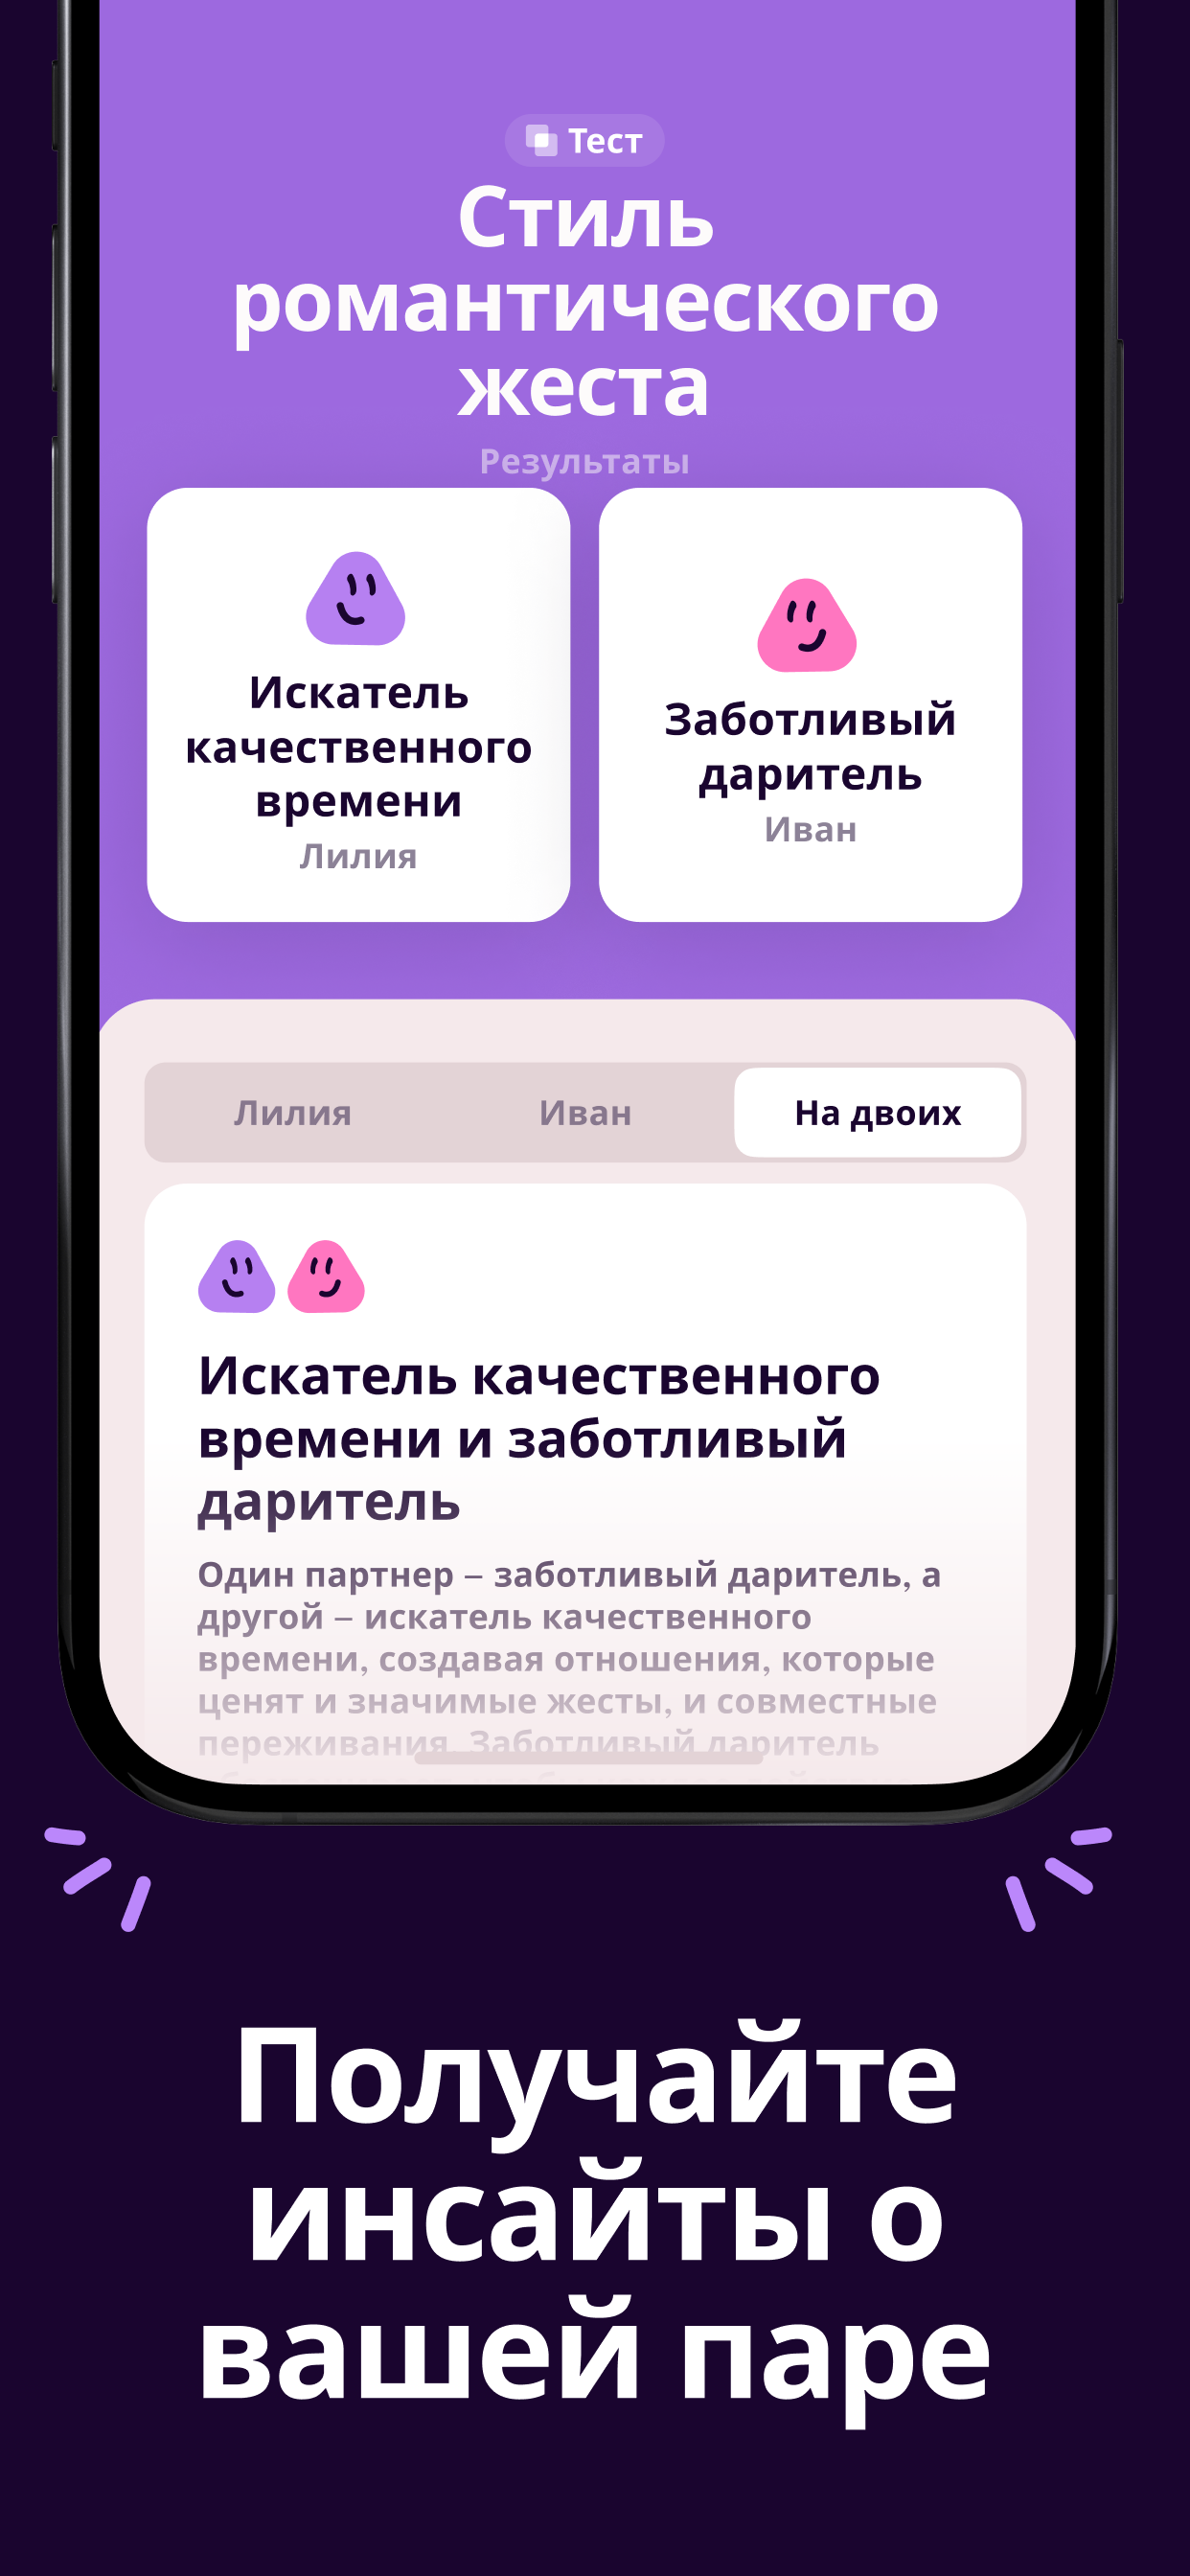 Тест
Стиль
романтического
жеста
Результаты
Искатель
качественного
времени
Лилия
Заботливый
даритель
Иван
Лилия
Иван
На двоих
Искатель качественного
времени и заботливый
даритель
Один партнер – заботливый даритель, а
другой – искатель качественного
времени, создавая отношения, которые
ценят и значимые жесты, и совместные
переживания. Заботливый даритель
Получайте
инсайты о
вашей паре